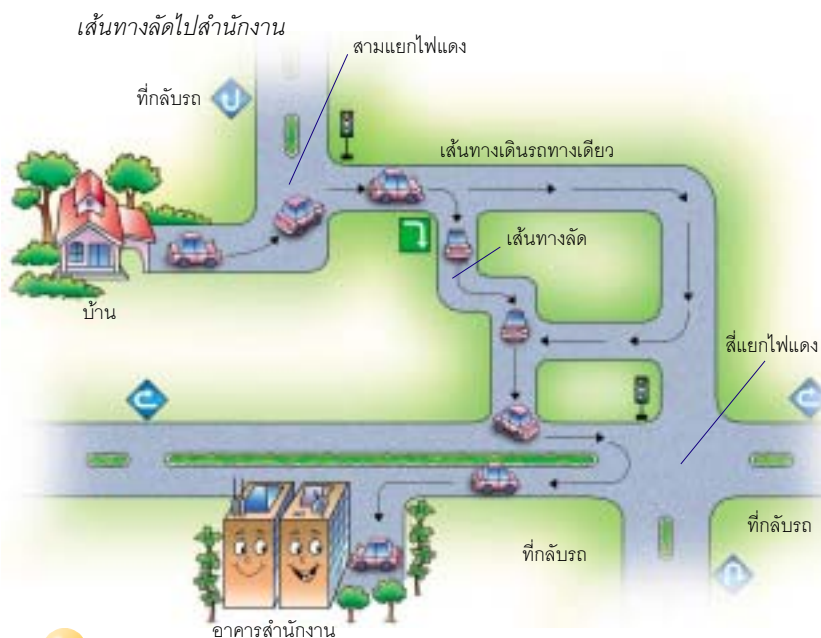 เส้นทางลัดไปสำนักงาน
สามแยกไฟแดง
ที่กลับรถ
เส้นทางเดินรถทางเดียว
เส้นทางลัด
บ้าน
สี่แยกไฟแดง
ที่กลับรถ
ที่กลับรถ
อาคารสำนักงาน